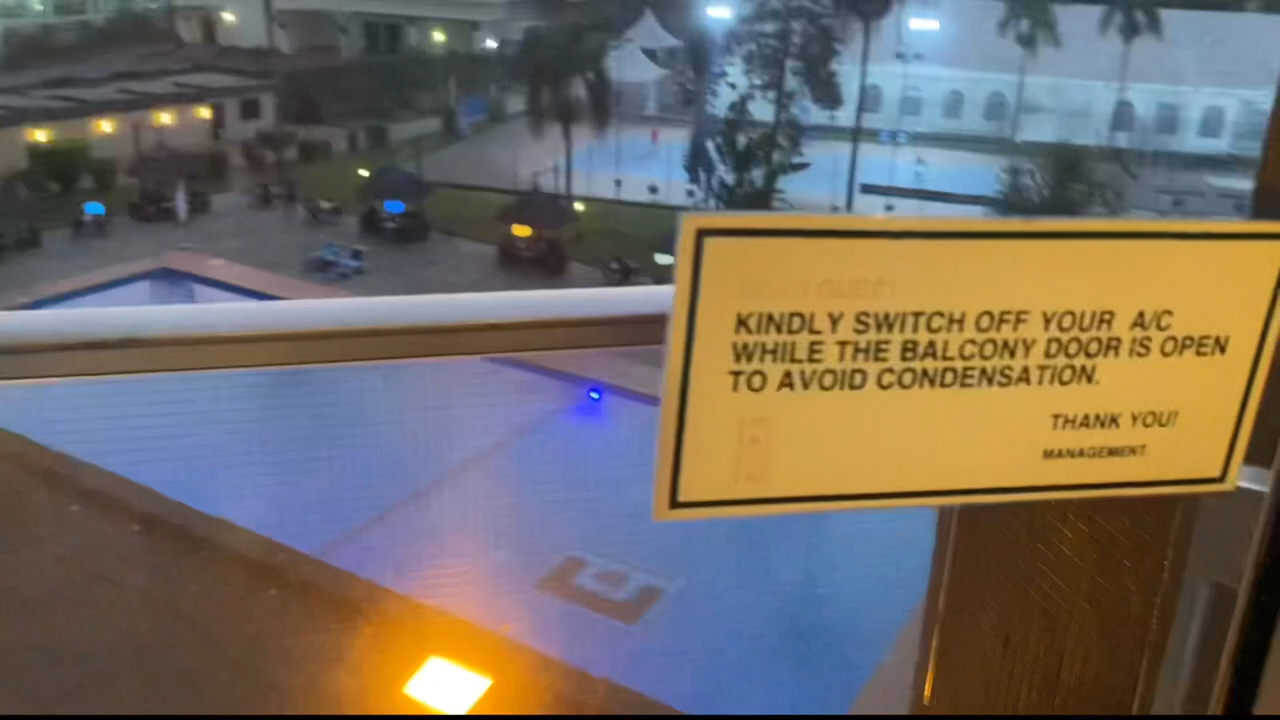 KINDLY SWITCH OFF YOUR A/C
WHILE THE BALCONY DOOR IS OPEN
TO AVOID CONDENSATION.
THANK YOU!
MANAGEMENT